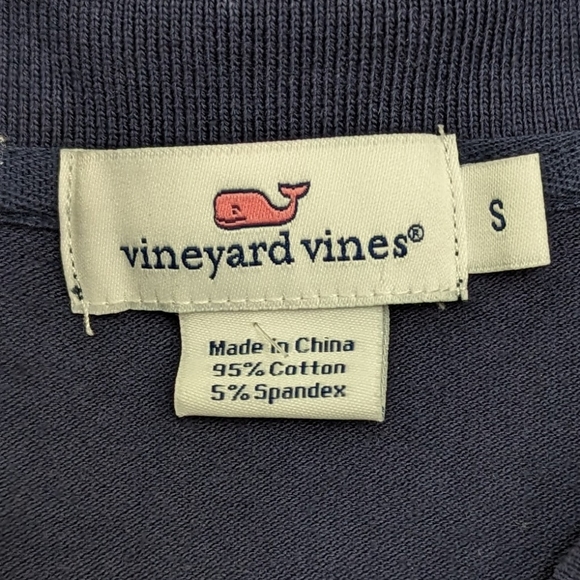 vineyard vines®
S
Made in China
95% Cotton
5% Spandex